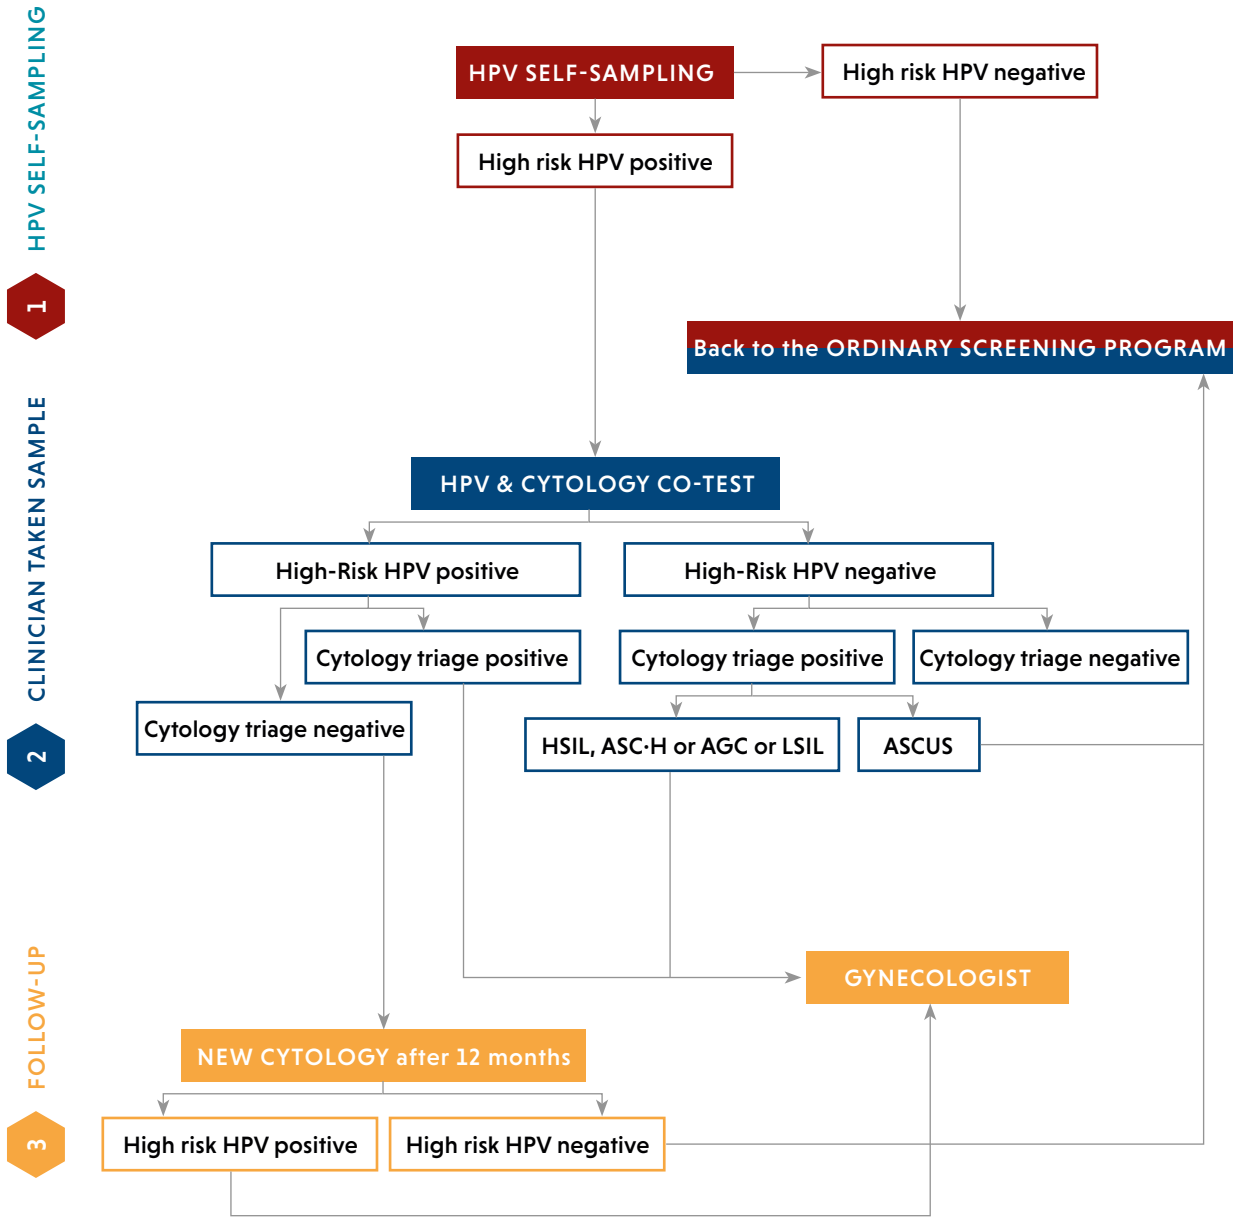 HPV SELF-SAMPLING
1
HPV SELF-SAMPLING
High risk HPV negative
High risk HPV positive
Back to the ORDINARY SCREENING PROGRAM
CLINICIAN TAKEN SAMPLE
2
HPV & CYTOLOGY CO-TEST
High-Risk HPV positive
High-Risk HPV negative
Cytology triage positive
Cytology triage positive
Cytology triage negative
Cytology triage negative
HSIL, ASC·H or AGC or LSIL
ASCUS
FOLLOW-UP
3
GYNECOLOGIST
NEW CYTOLOGY after 12 months
High risk HPV positive
High risk HPV negative